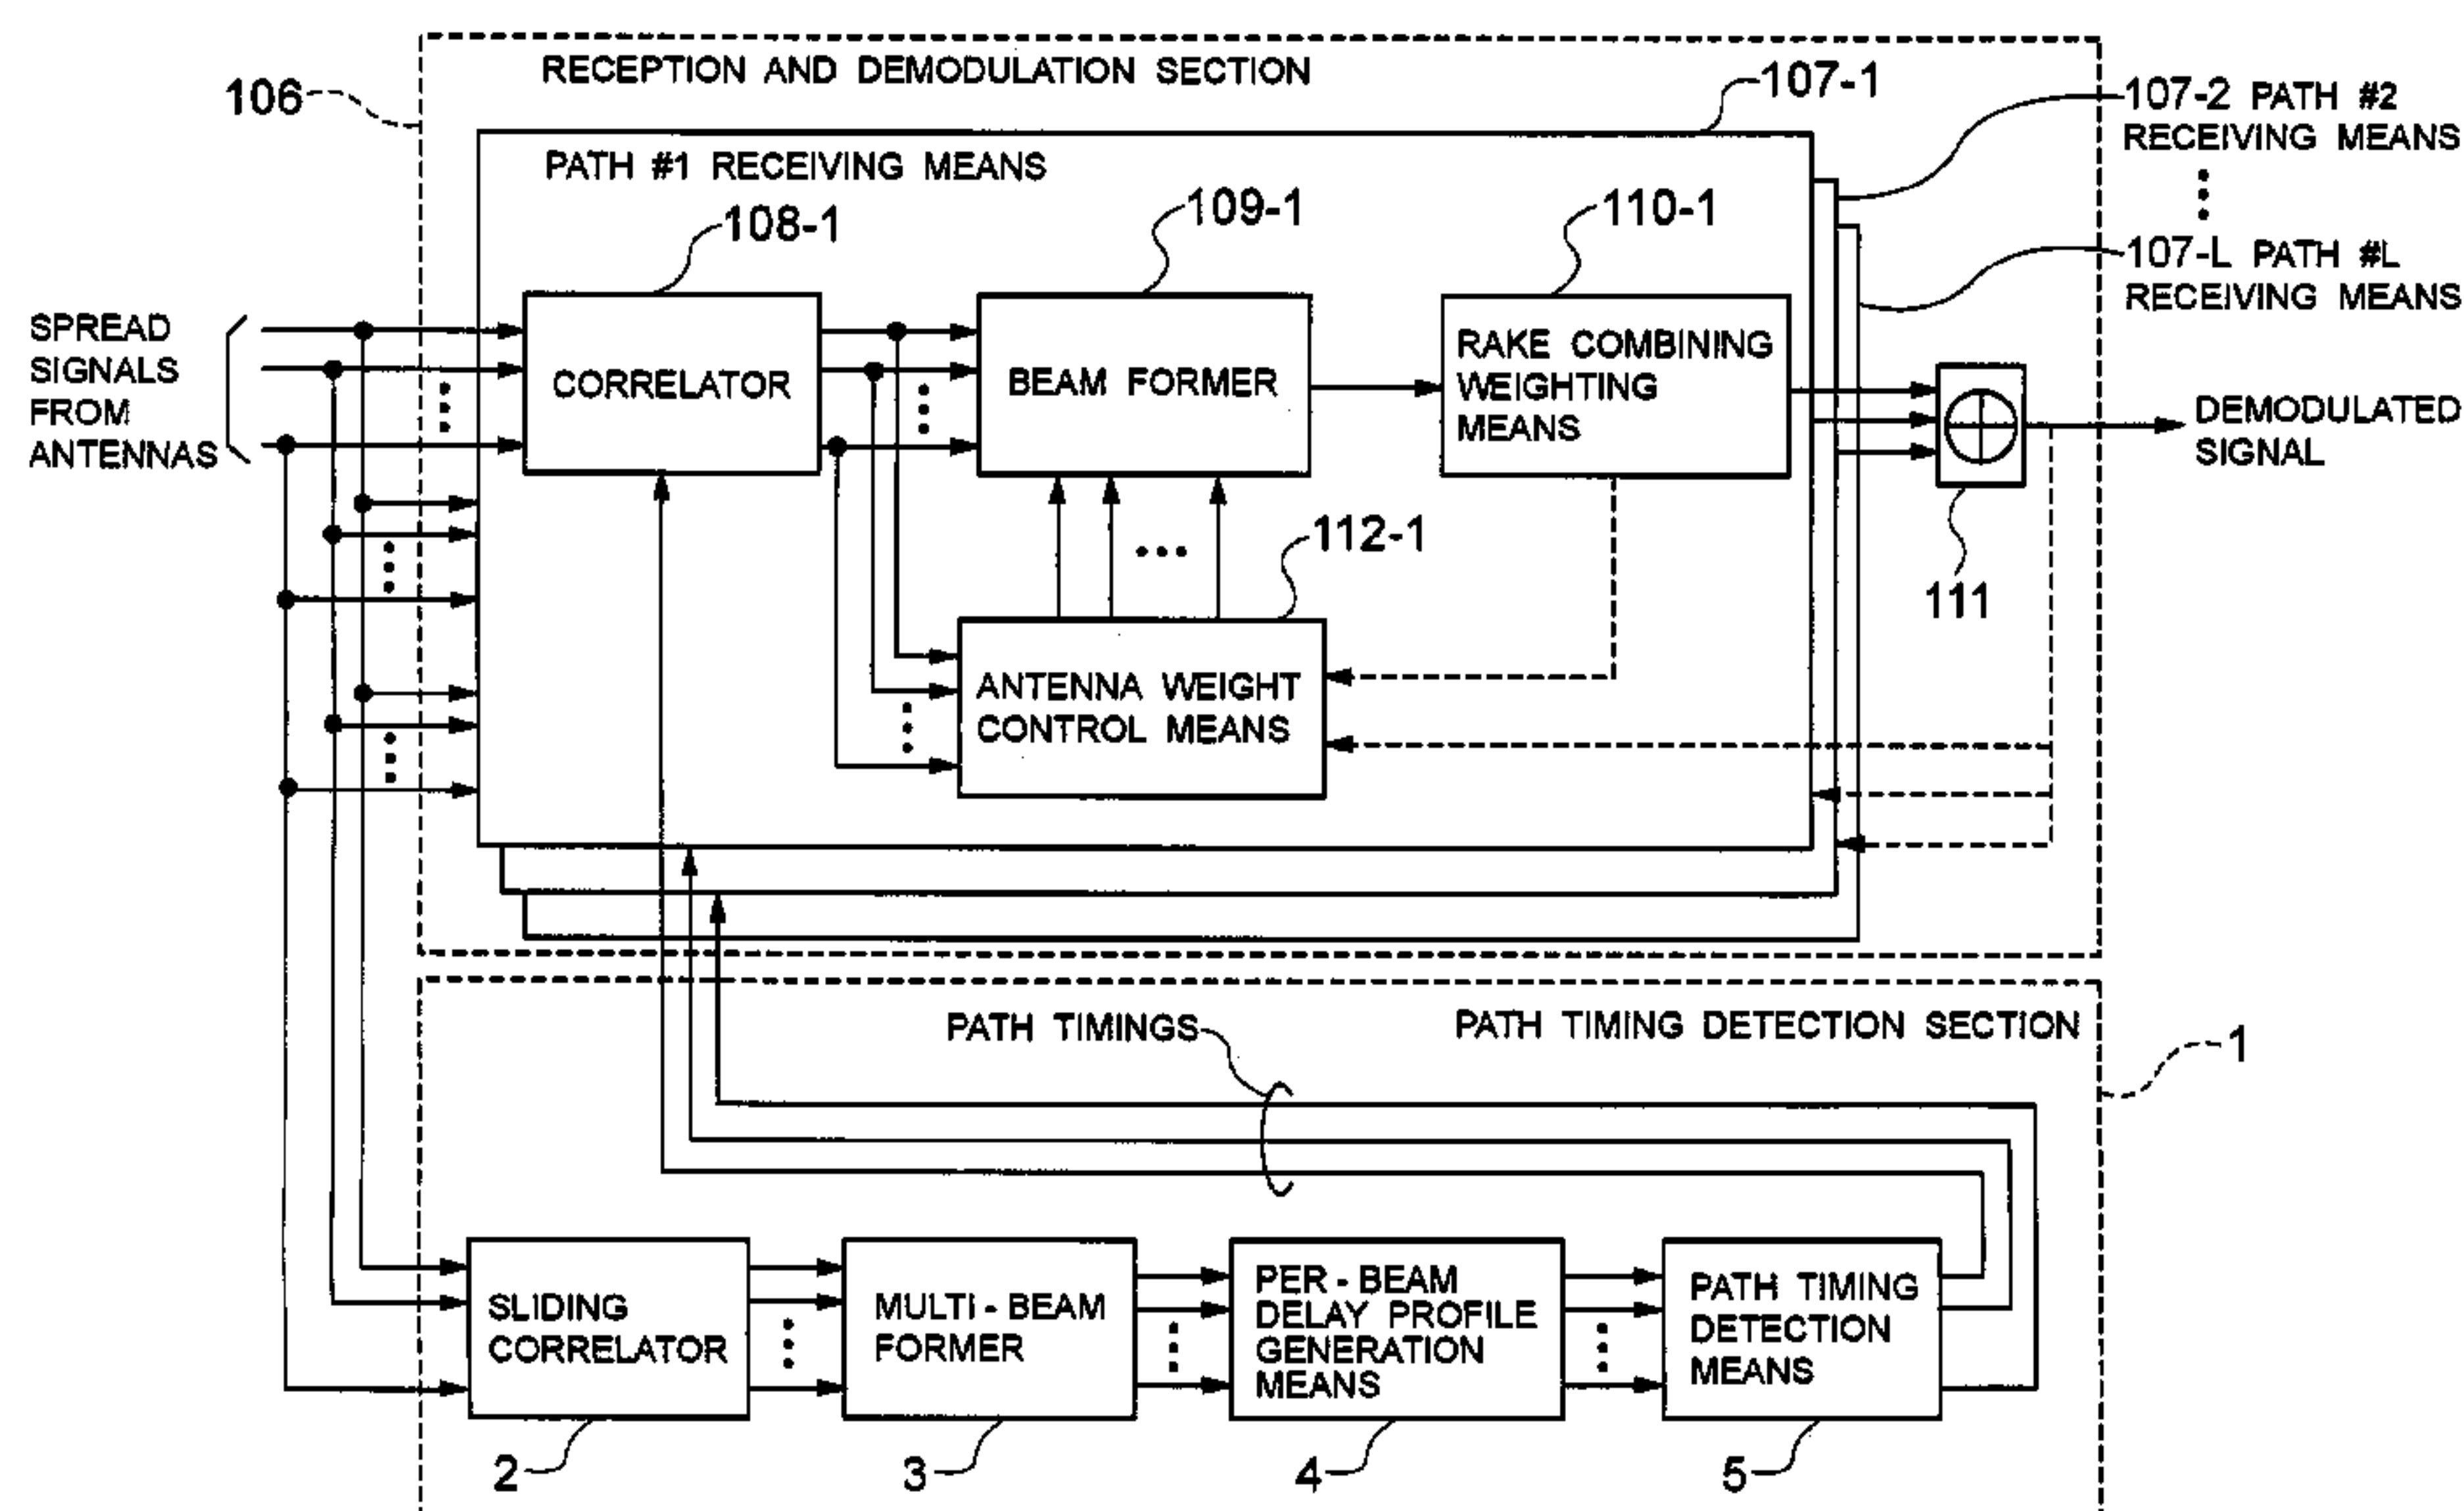 RECEPTION AND DEMODULATION SECTION
106
107-1
107-2 PATH #2
RECEIVING MEANS
PATH #1 RECEIVING MEANS
108-1
109-1
110-1
107-L PATH #L
RECEIVING MEANS
SPREAD
SIGNALS
FROM
ANTENNAS
CORRELATOR
BEAM FORMER
RAKE COMBINING
WEIGHTING
MEANS
DEMODULATED
SIGNAL
112-1
111
ANTENNA WEIGHT
CONTROL MEANS
PATH TIMINGS
PATH TIMING DETECTION SECTION
1
SLIDING
CORRELATOR
MULTI-BEAM
FORMER
PER-BEAM
DELAY PROFILE
GENERATION
MEANS
PATH TIMING
DETECTION
MEANS
2
3
4
5